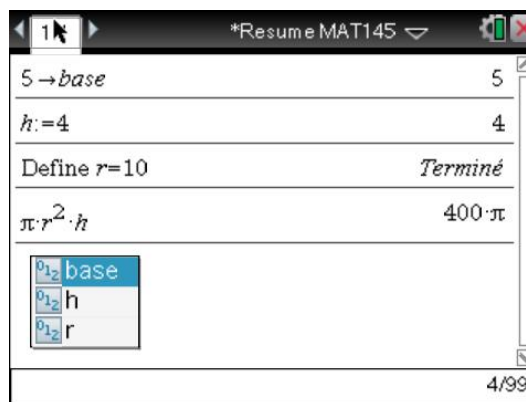 1 *Resume MAT145
5→base 5
h:=4 4
Define r=10 Terminé
π·r²·h 400·π
base
h
r
4/99